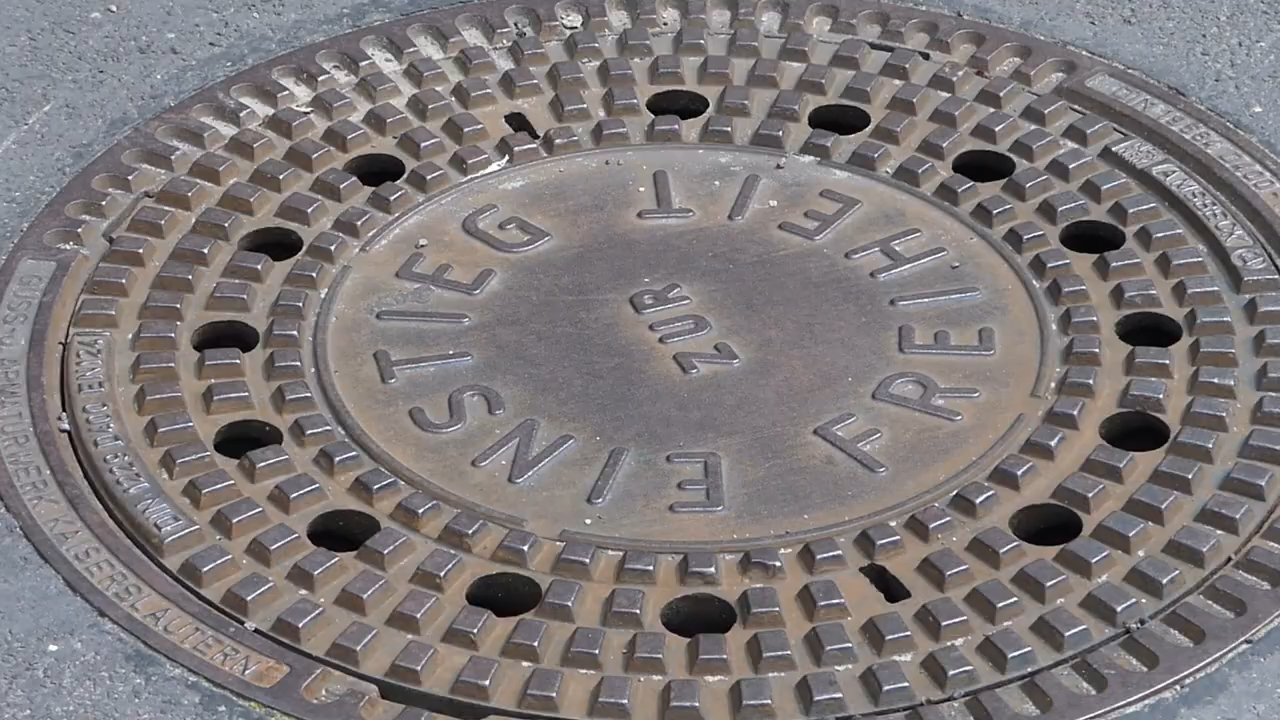 EINSTIEG
ZUR
FREIHEIT
GUSS- u. ARMATURWERK KAISERSLAUTERN
DIN 1229 D400 EN124